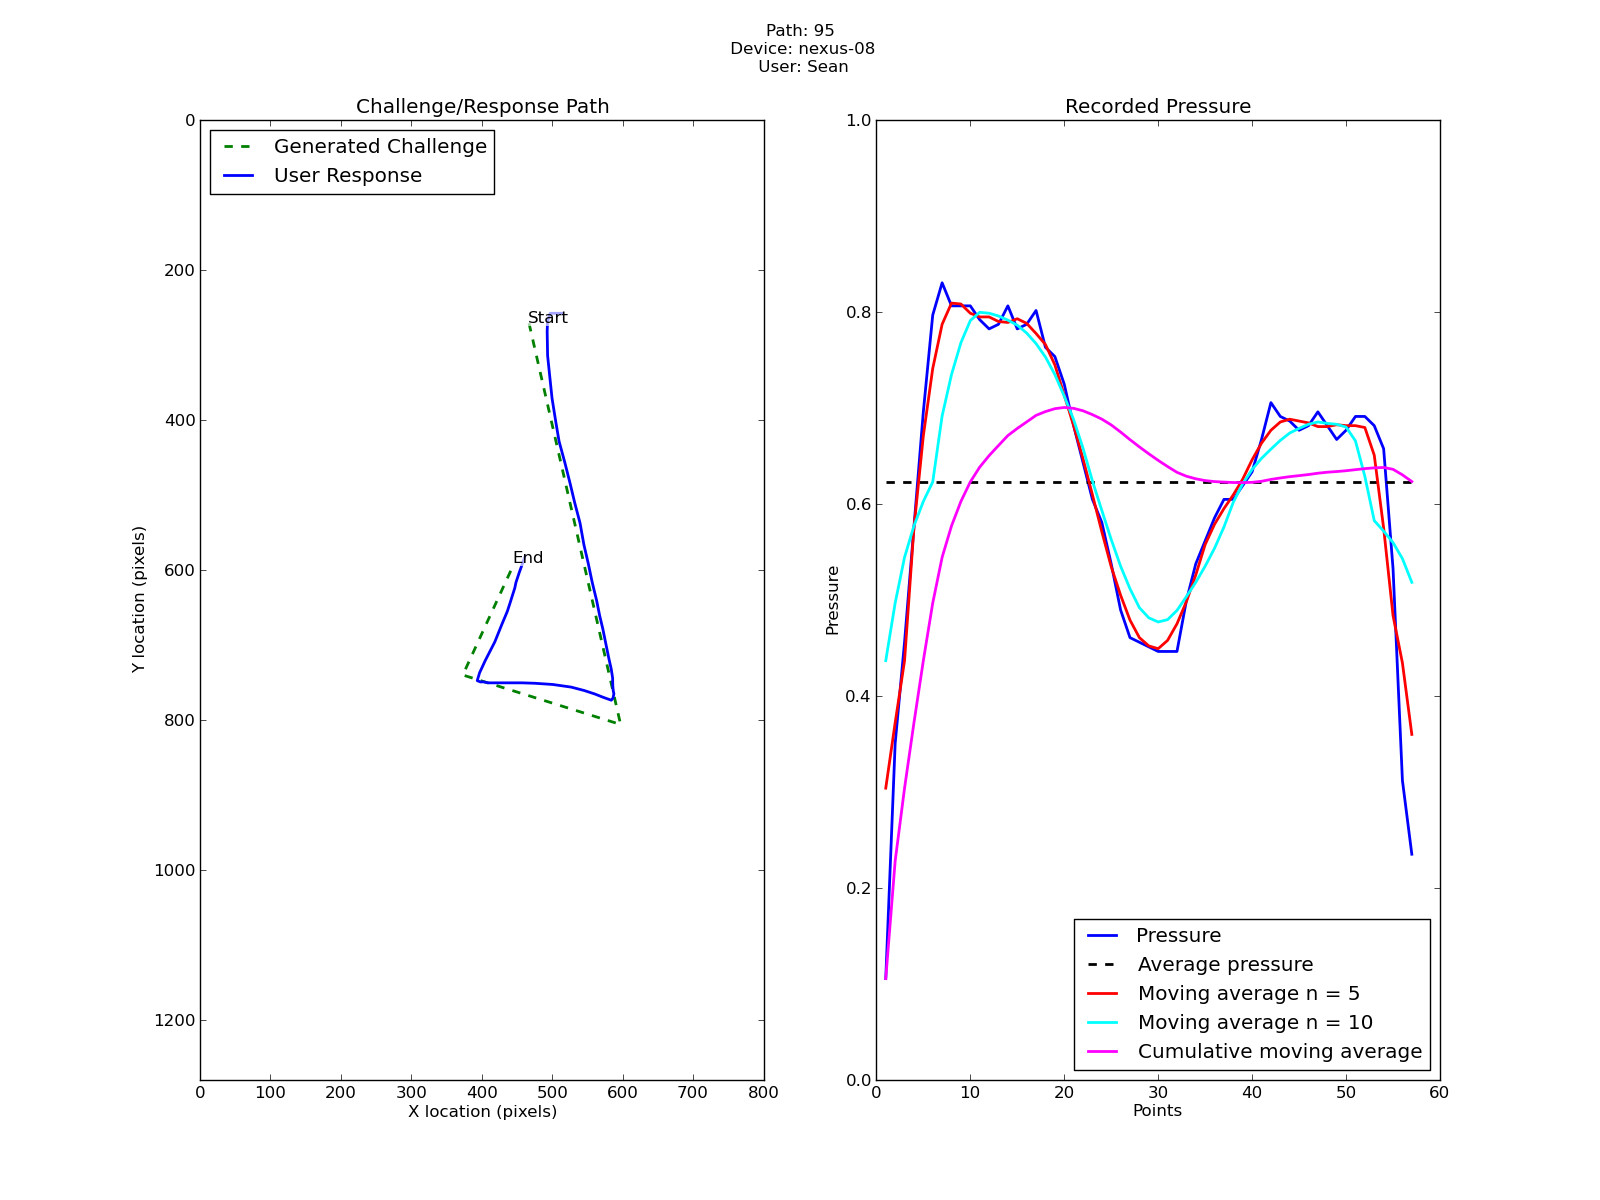 Path: 95
Device: nexus-08
User: Sean
Challenge/Response Path
Generated Challenge
User Response
Start
End
0
200
400
600
800
1000
1200
Y location (pixels)
0 100 200 300 400 500 600 700 800
X location (pixels)
Recorded Pressure
1.0
0.8
0.6
0.4
0.2
0.0
Pressure
Pressure
Average pressure
Moving average n = 5
Moving average n = 10
Cumulative moving average
0 10 20 30 40 50 60
Points